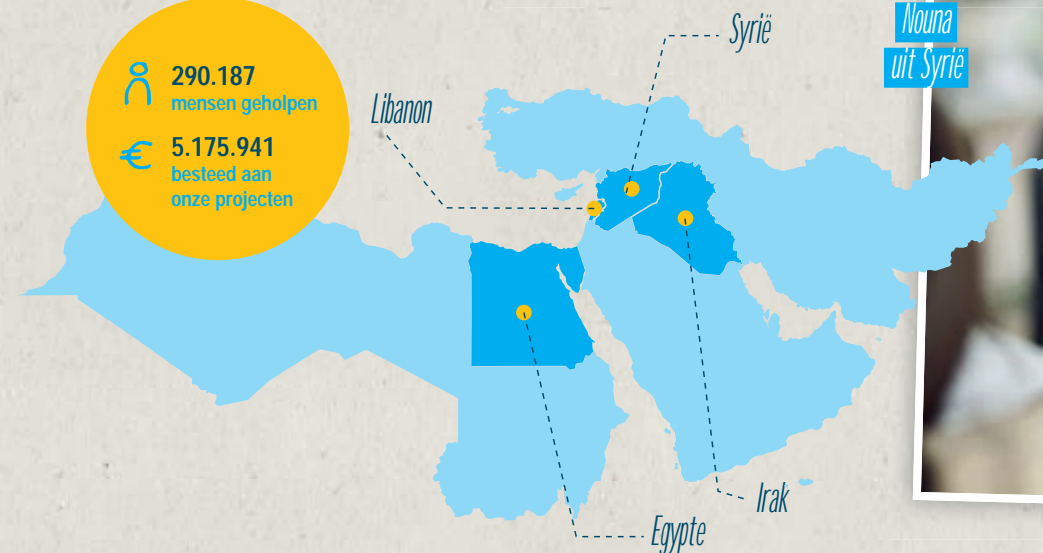 290.187
mensen geholpen
€ 5.175.941
besteed aan
onze projecten
Libanon
Syrië
Nouna
uit Syrië
Irak
Egypte